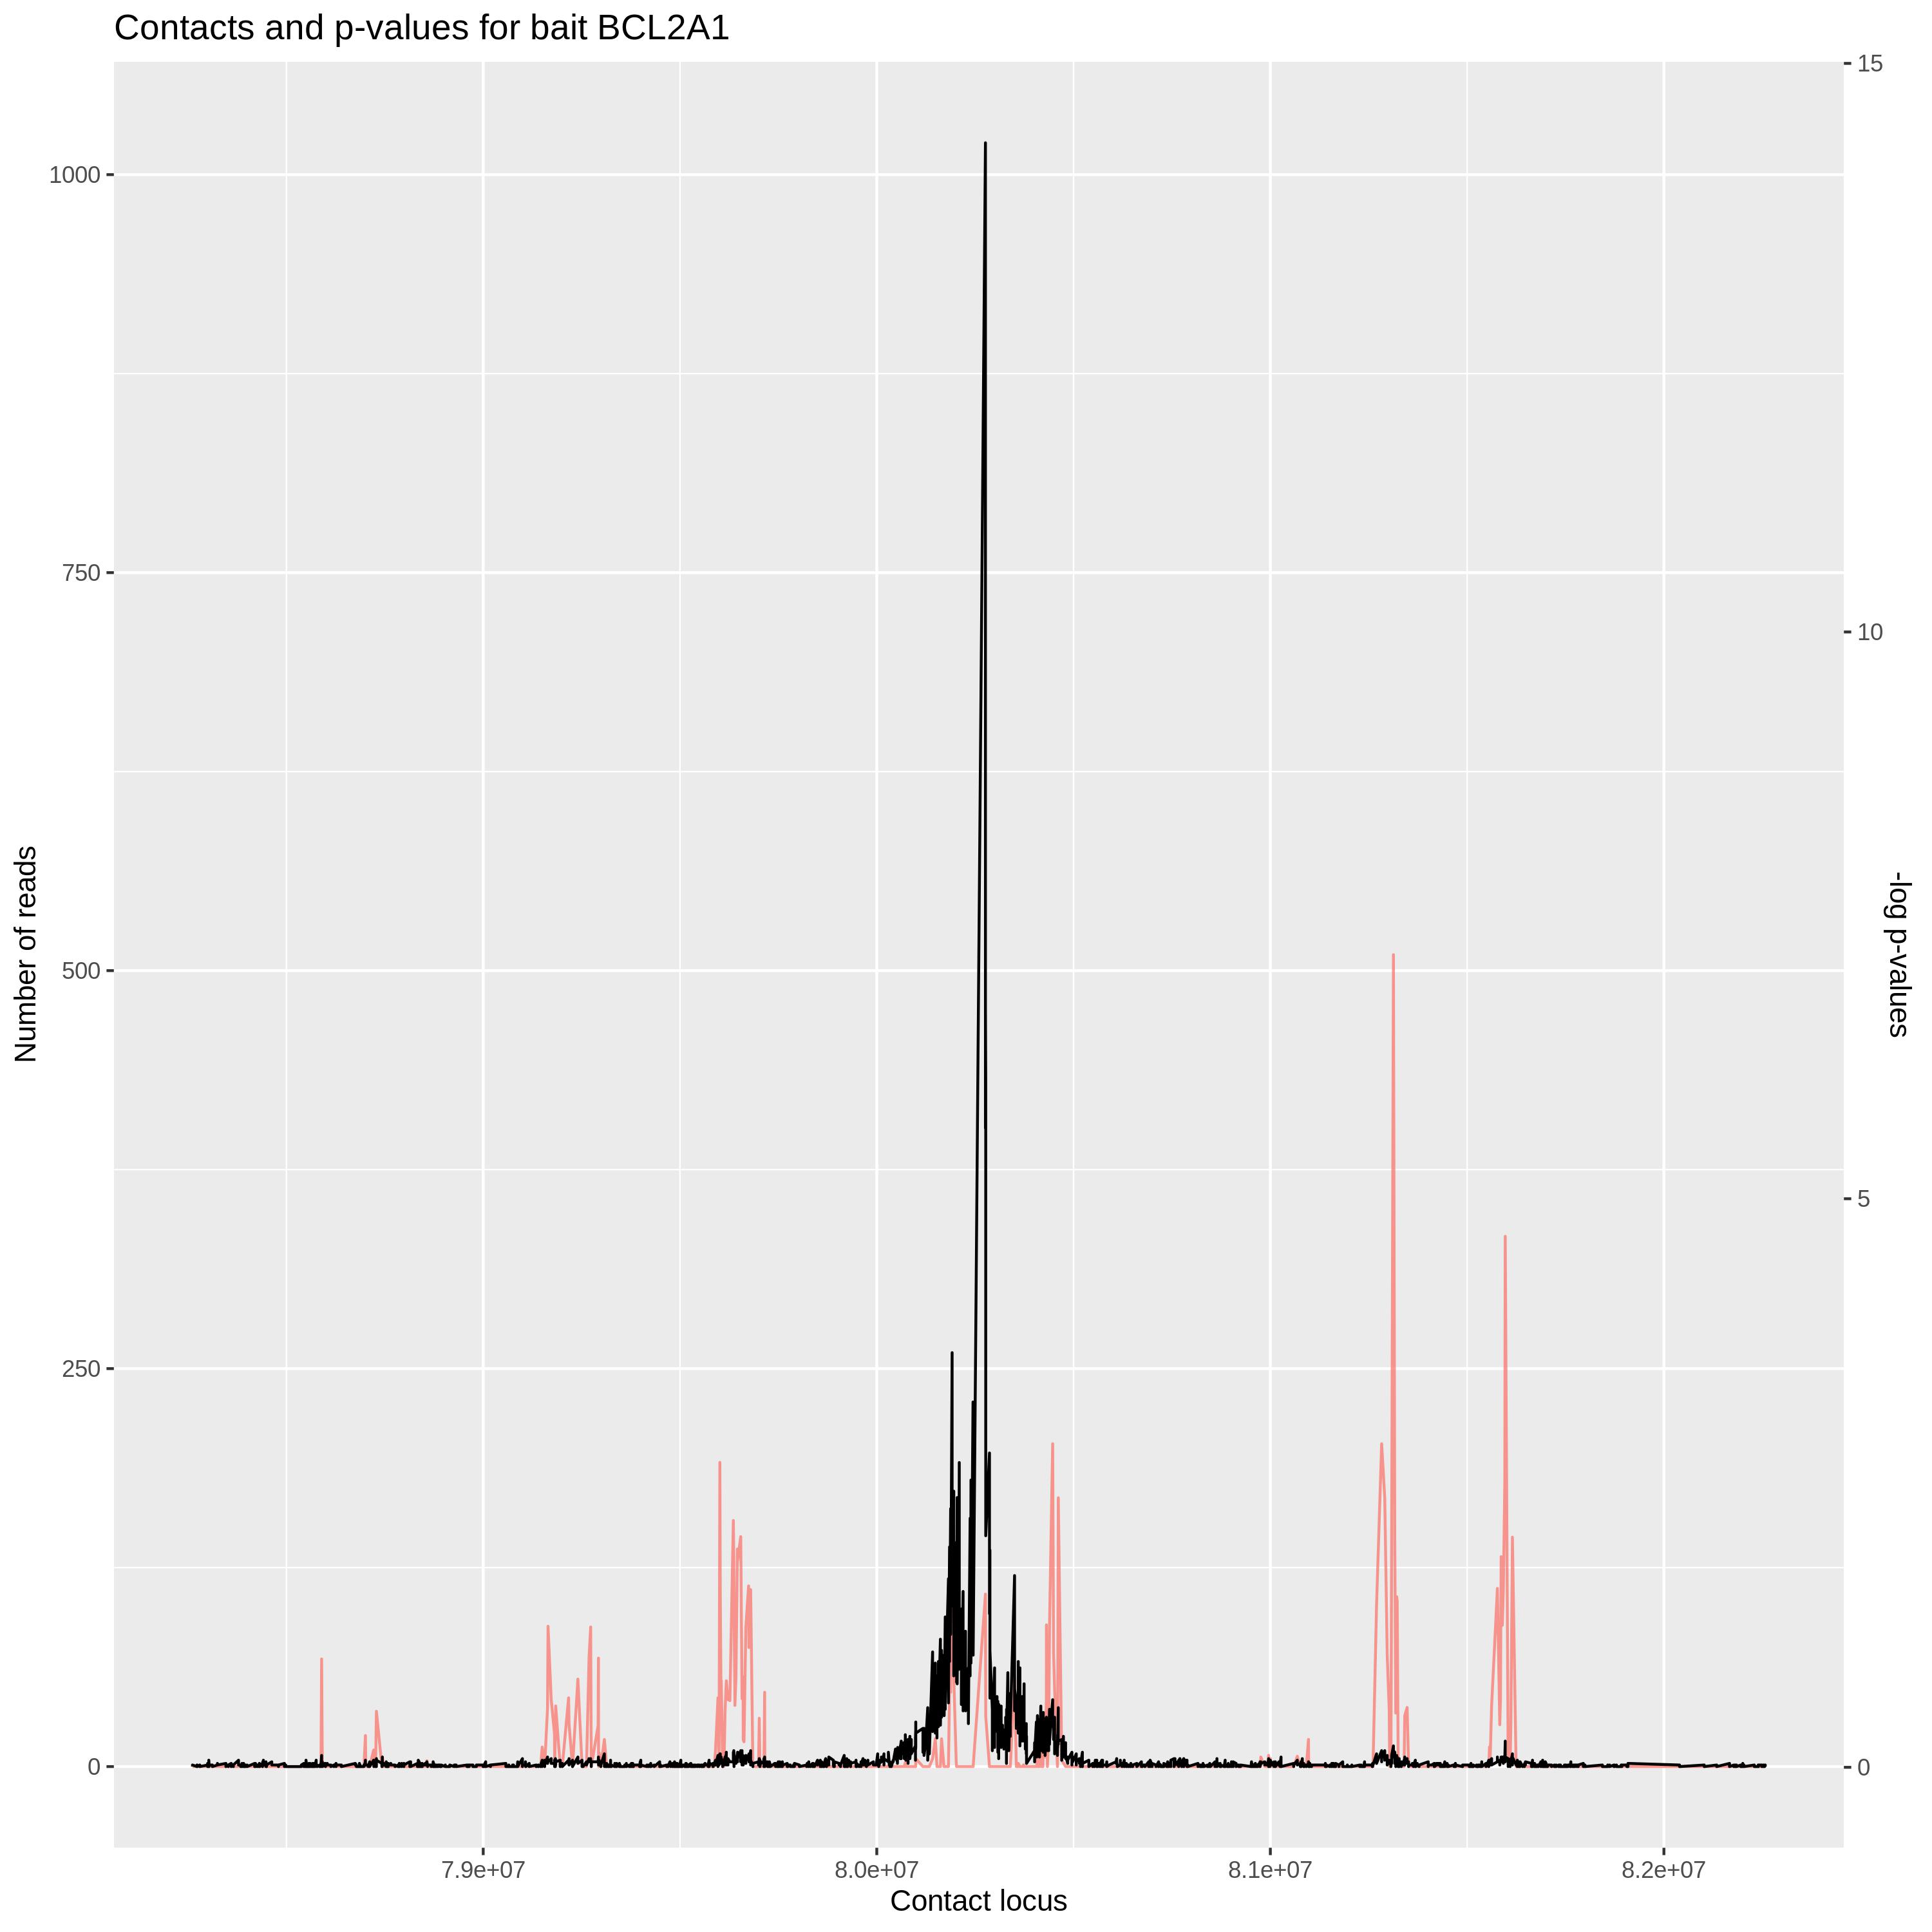 Contacts and p-values for bait BCL2A1
15
1000
750
10
500
5
250
0
0
Number of reads
-log p-values
7.9e+07
8.0e+07
8.1e+07
8.2e+07
Contact locus